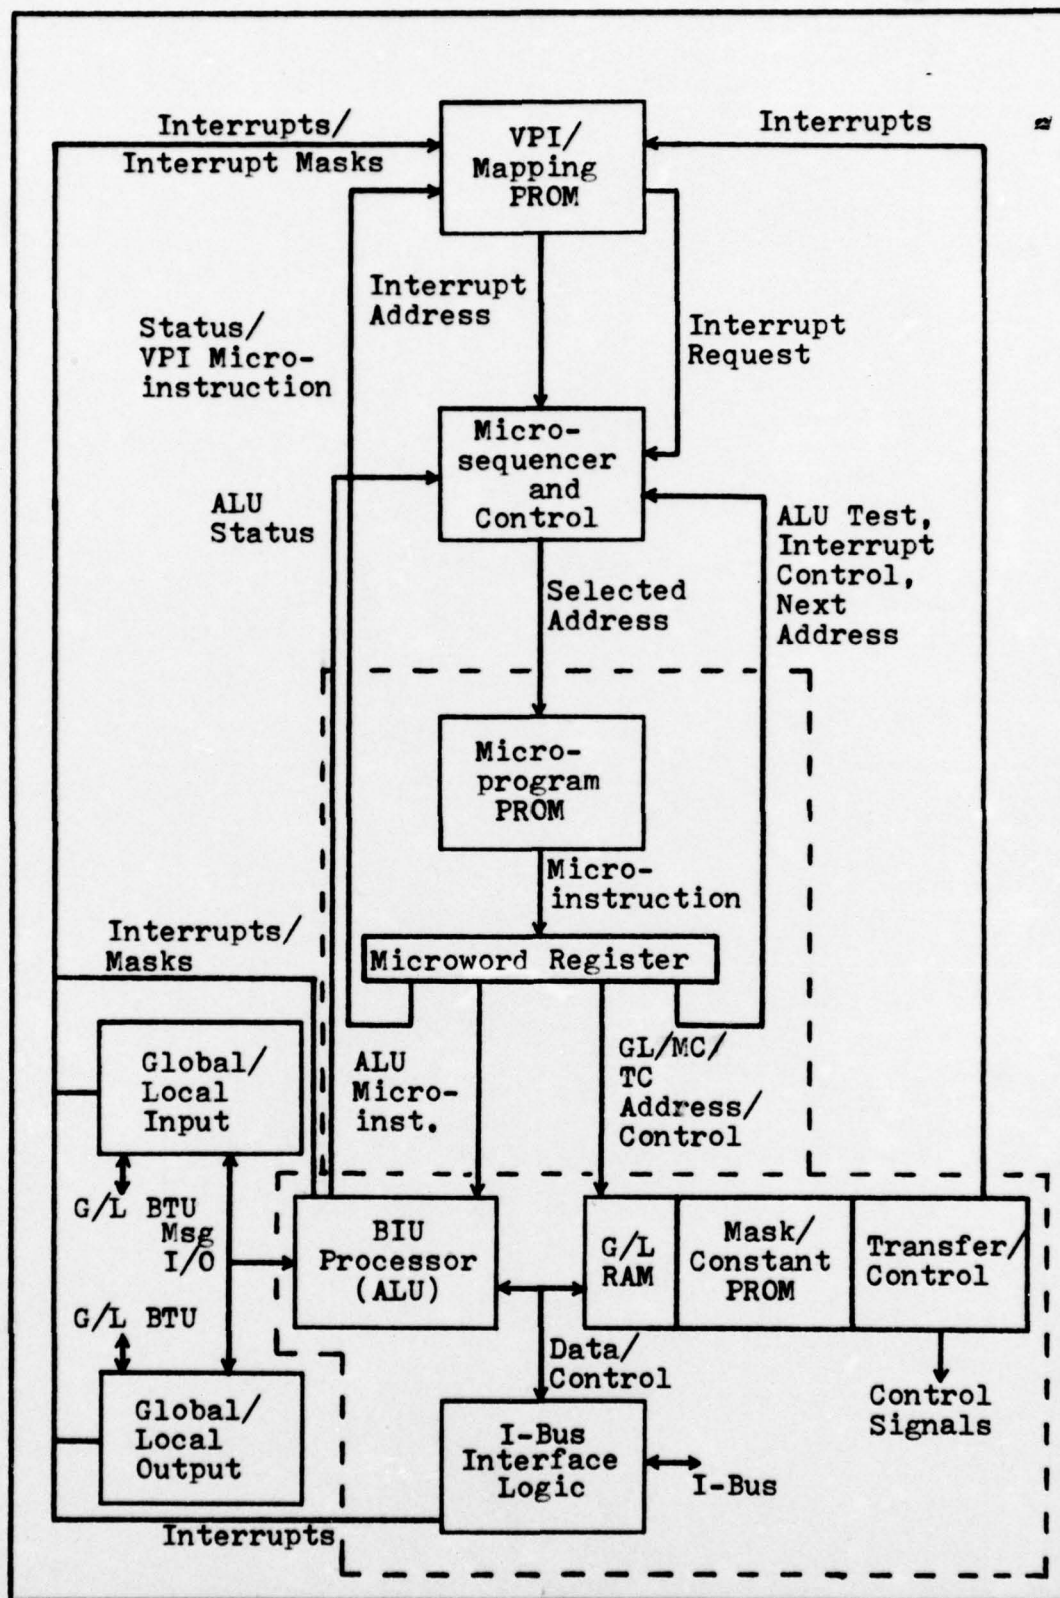 Interrupts/
Interrupt Masks
VPI/
Mapping
PROM
Interrupts
Interrupt
Address
Status/
VPI Micro-
instruction
Interrupt
Request
Micro-
sequencer
and
Control
ALU
Status
ALU Test,
Interrupt
Control,
Next
Address
Selected
Address
Micro-
program
PROM
Micro-
instruction
Interrupts/
Masks
Microword Register
Global/
Local
Input
ALU
Micro-
inst.
GL/MC/
TC
Address/
Control
G/L BTU
Msg
I/O
BIU
Processor
(ALU)
G/L
RAM
Mask/
Constant
PROM
Transfer/
Control
G/L BTU
Data/
Control
Control
Signals
Global/
Local
Output
I-Bus
Interface
Logic
I-Bus
Interrupts